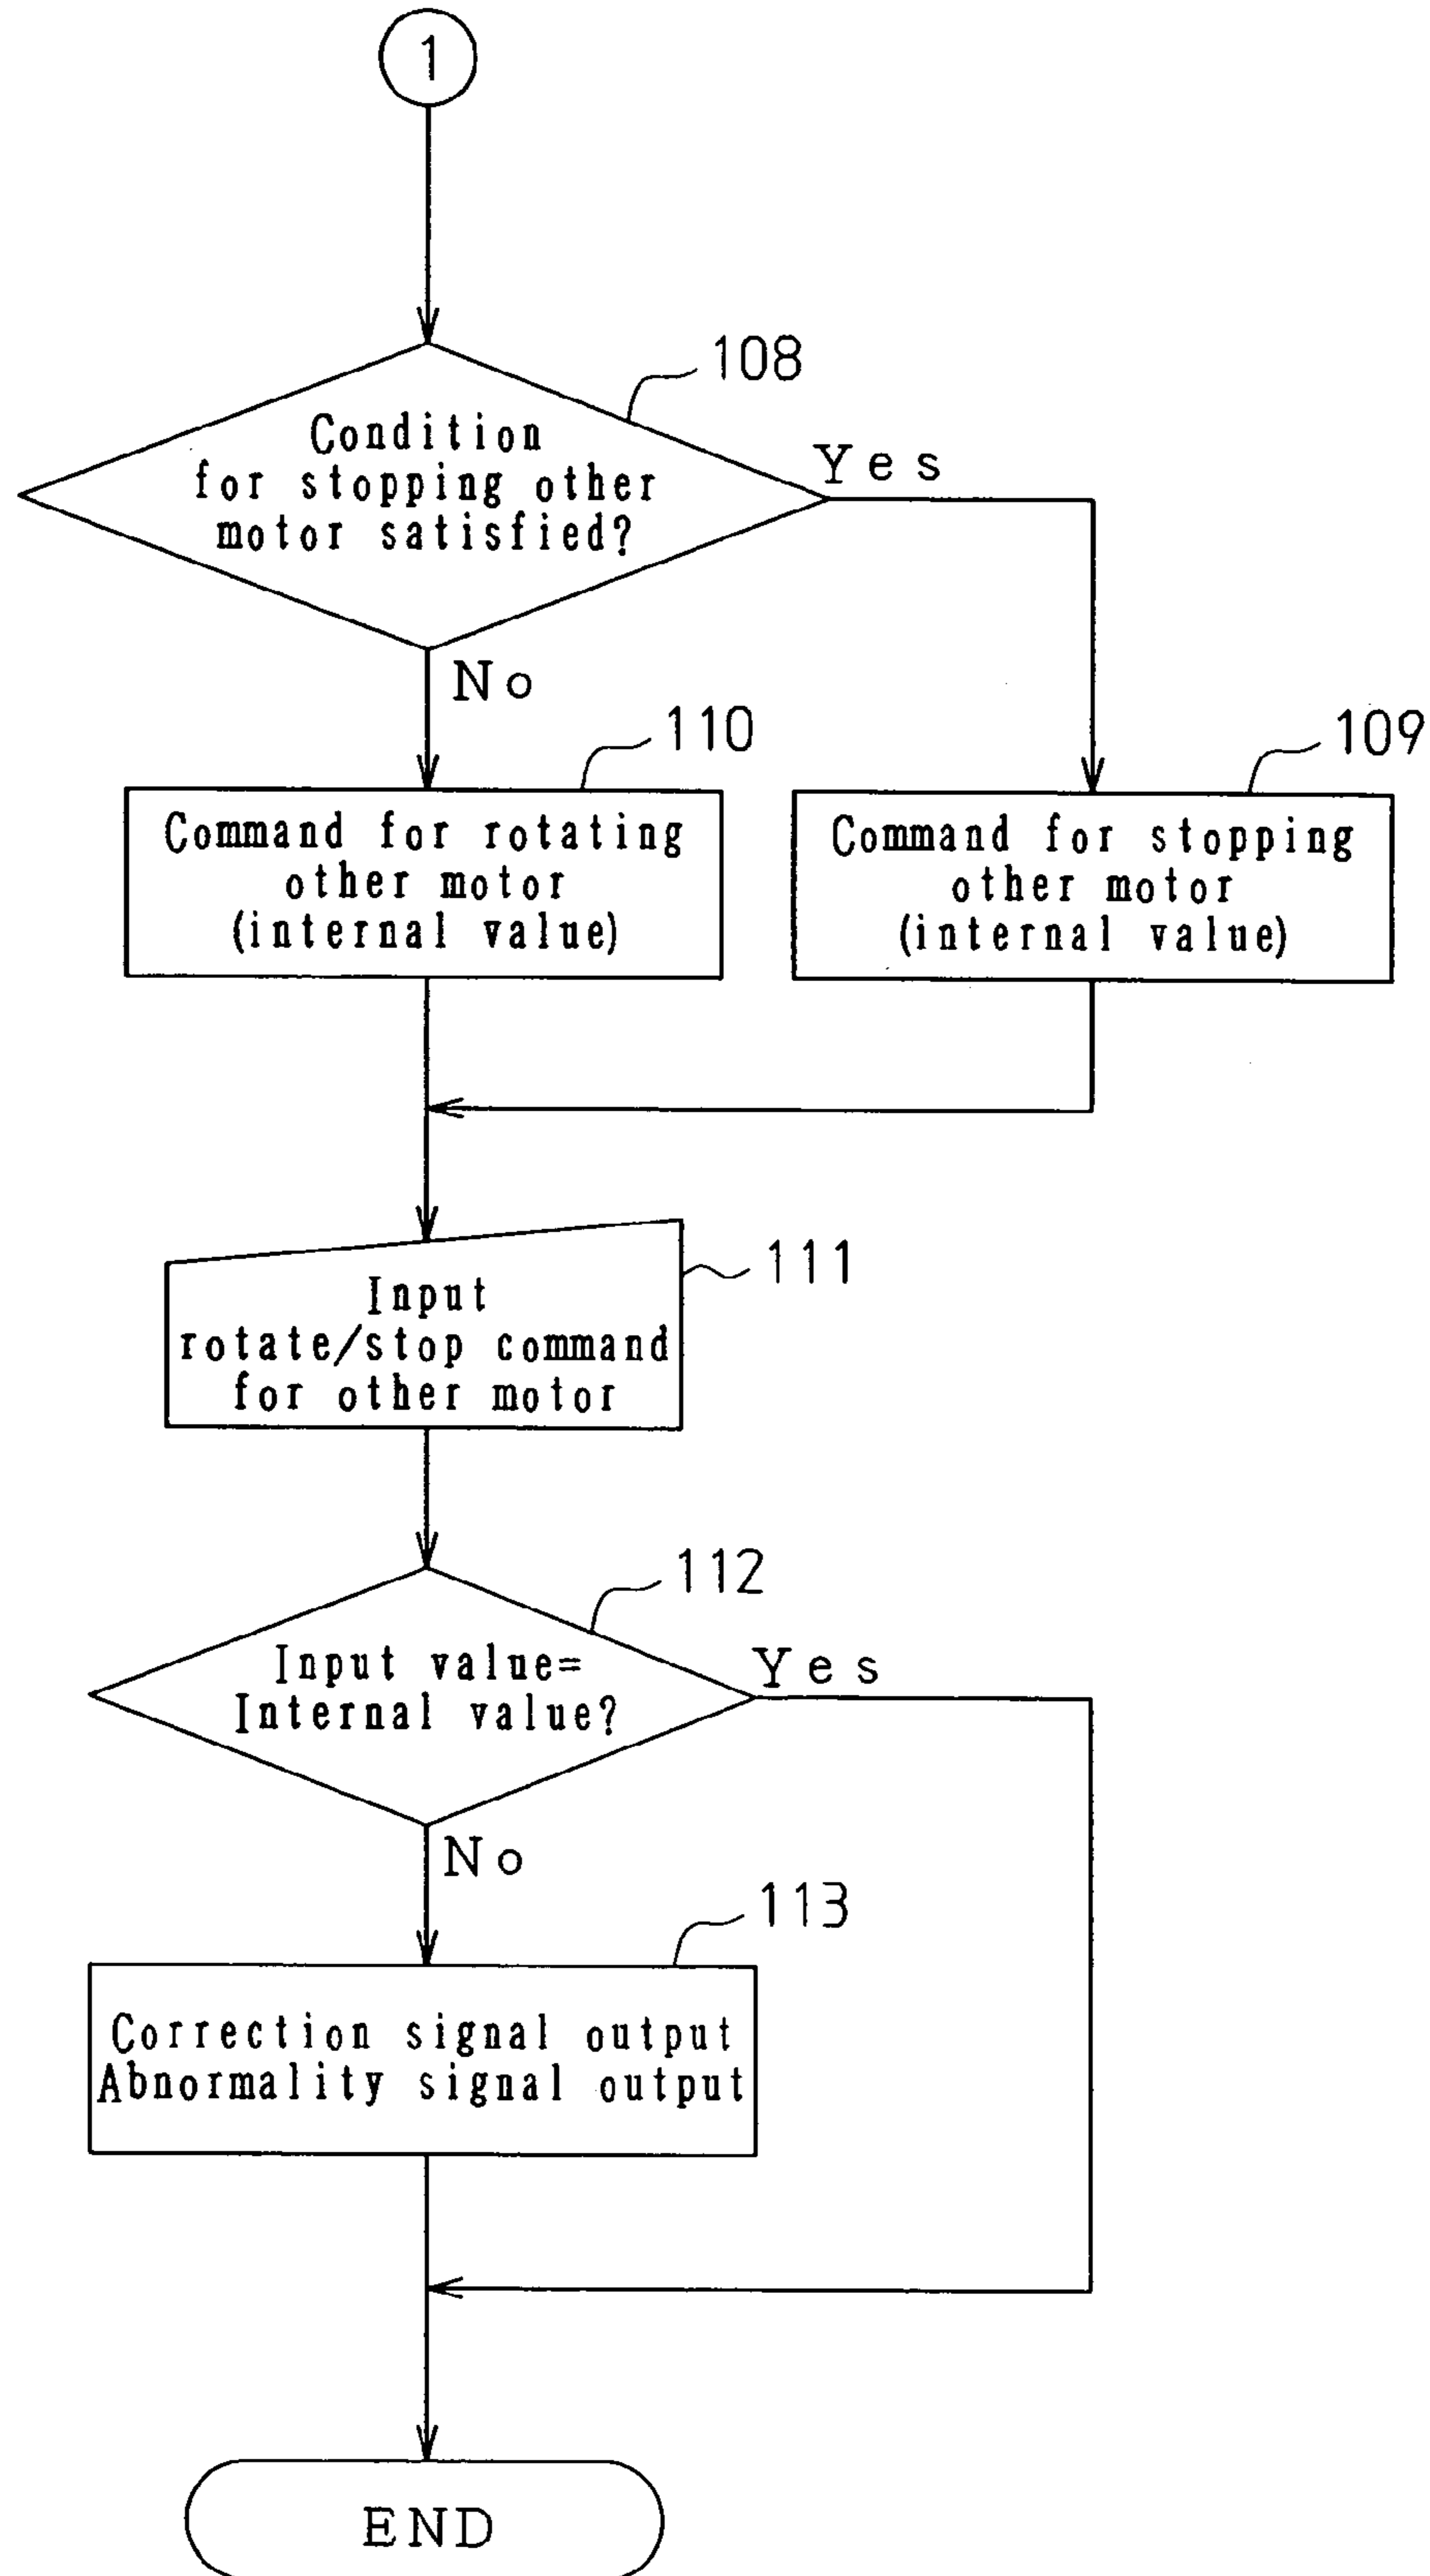 1
108
Condition
for stopping other
motor satisfied?
Yes
No
110
109
Command for rotating
other motor
(internal value)
Command for stopping
other motor
(internal value)
111
Input
rotate/stop command
for other motor
112
Input value=
Internal value?
Yes
No
113
Correction signal output
Abnormality signal output
END